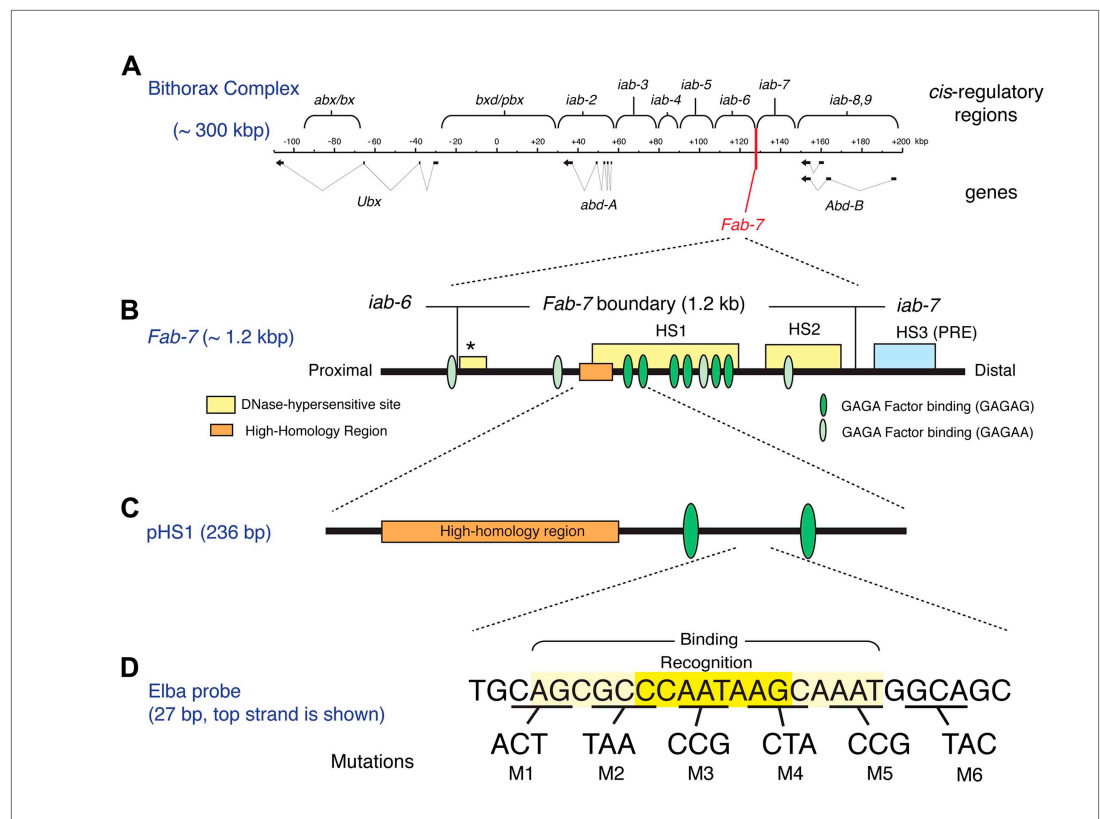 A
Bithorax Complex
(~ 300 kbp)
abx/bx
bxd/pbx
iab-2
iab-3
iab-4
iab-5
iab-6
iab-7
iab-8,9
cis-regulatory
regions
-100 -80 -60 -40 -20 0 +20 +40 +60 +80 +100 +120 +140 +160 +180 +200 kbp
Ubx
abd-A
Abd-B
genes
Fab-7
B
iab-6
Fab-7 boundary (1.2 kb)
iab-7
Fab-7 (~ 1.2 kbp)
*
HS1
HS2
HS3 (PRE)
Proximal
Distal
DNase-hypersensitive site
High-Homology Region
GAGA Factor binding (GAGAG)
GAGA Factor binding (GAGAA)
C
pHS1 (236 bp)
High-homology region
D
Binding
Recognition
Elba probe
(27 bp, top strand is shown)
TGCAGCGCCCAATAAGCAAATGGCAGC
Mutations
ACT TAA CCG CTA CCG TAC
M1 M2 M3 M4 M5 M6